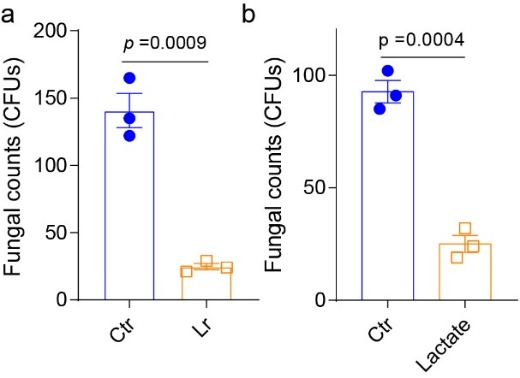 a
p =0.0009
Fungal counts (CFUs)
200
150
100
50
0
Ctr
Lr
b
p =0.0004
Fungal counts (CFUs)
100
50
0
Ctr
Lactate